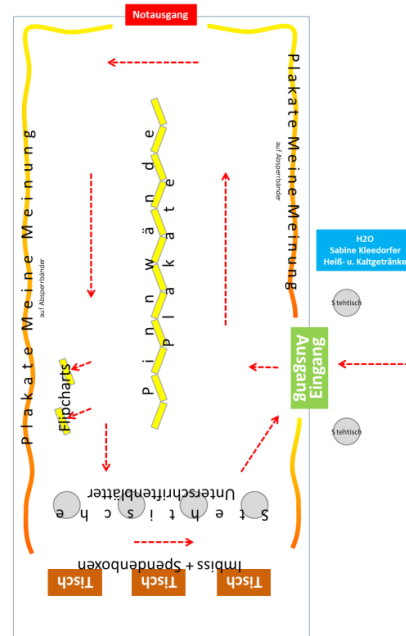 Notausgang
Plakate Meine Meinung
auf Absperrbänder
Pinnwände
Plakate
Plakate Meine Meinung
auf Absperrbänder
H2O
Sabine Kleedorfer
Heiß- u. Kaltgetränke
Stehtisch
Eingang
Ausgang
Stehtisch
Flipcharts
Stehtische
Unterschriftenblätter
Imbiss + Spendenboxen
Tisch
Tisch
Tisch